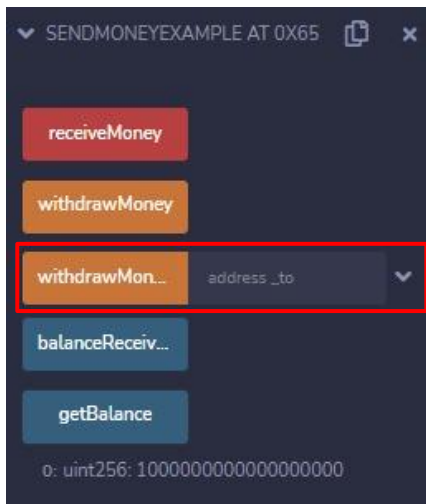 SENDMONEYEXAMPLE AT 0X65
receiveMoney
withdrawMoney
withdrawMon... address _to
balanceReceiv...
getBalance
0: uint256: 1000000000000000000